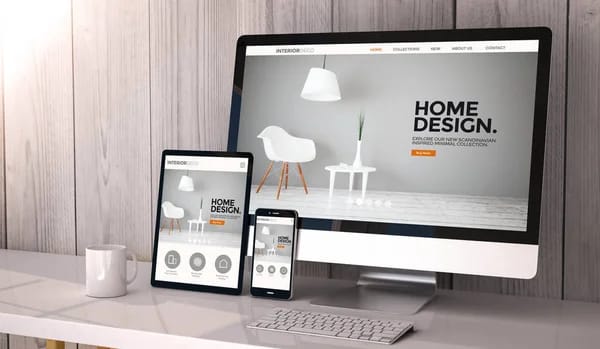 INTERIORDECO
HOME COLLECTIONS NEW ABOUT US CONTACT
HOME
DESIGN.
EXPLORE OUR NEW SCANDINAVIAN
INSPIRED MINIMAL COLLECTION.
INTERIORDECO
HOME
DESIGN.
HOME
DESIGN.